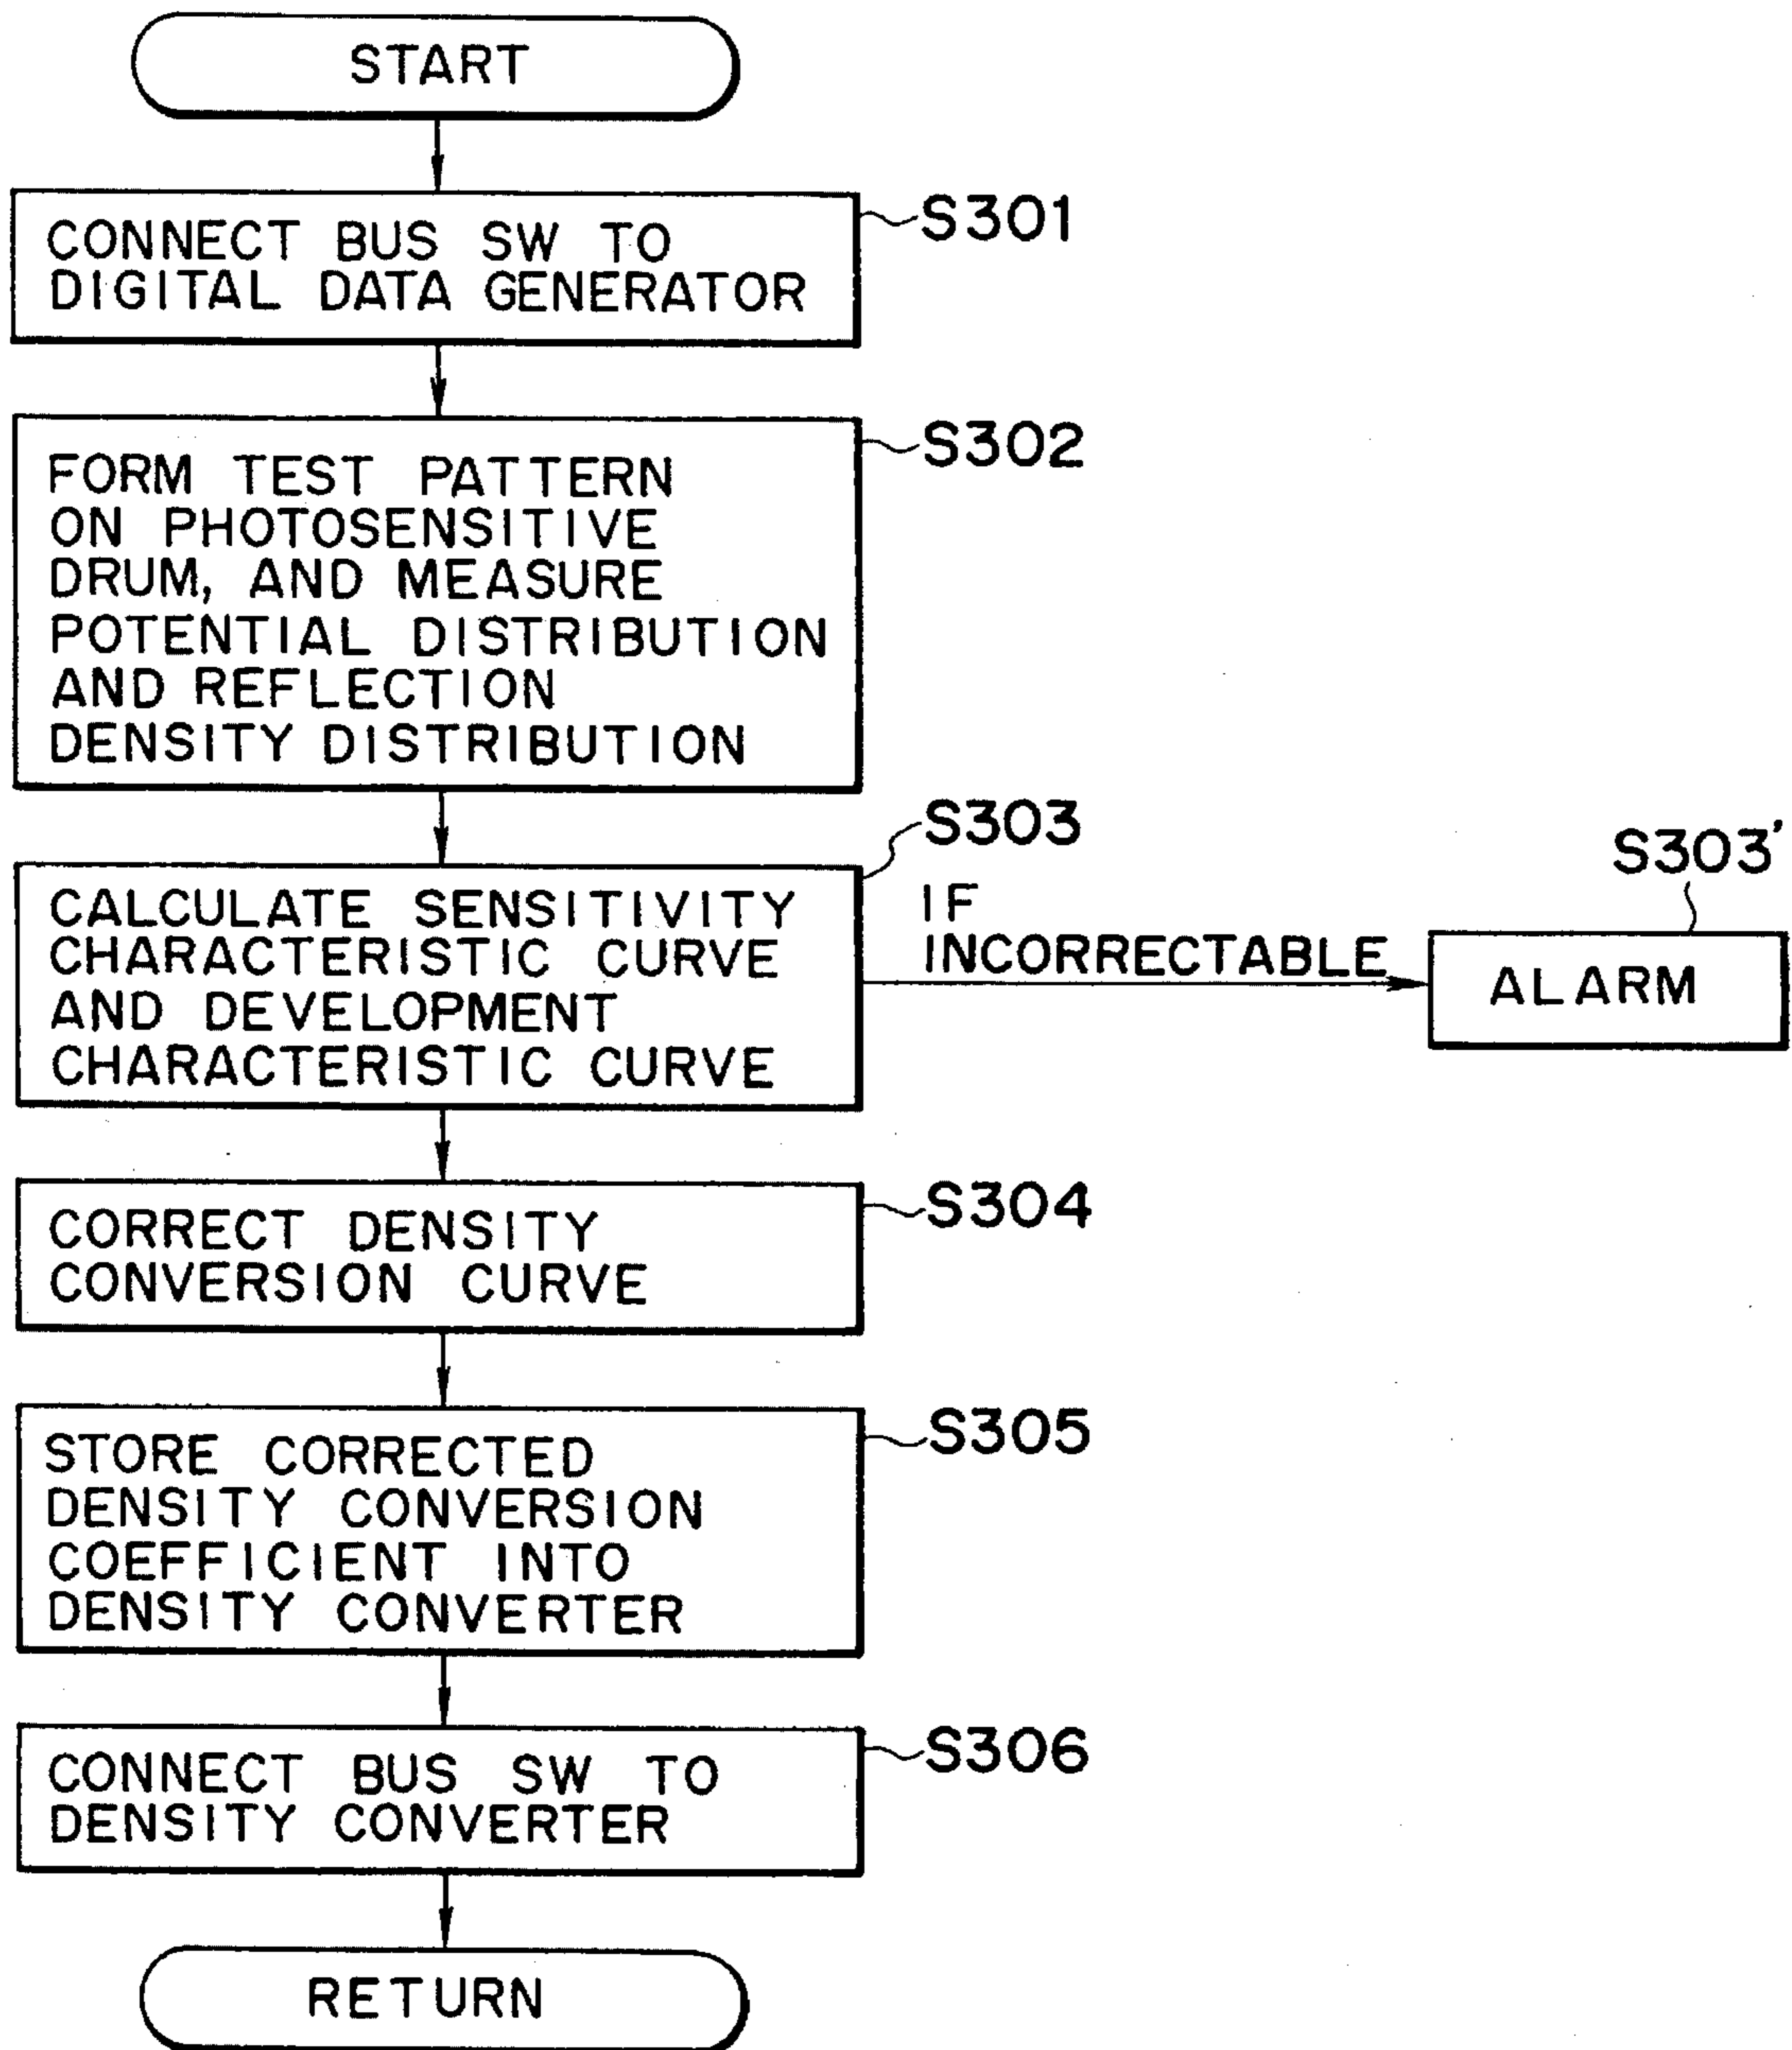 START
S301
CONNECT BUS SW TO
DIGITAL DATA GENERATOR
S302
FORM TEST PATTERN
ON PHOTOSENSITIVE
DRUM, AND MEASURE
POTENTIAL DISTRIBUTION
AND REFLECTION
DENSITY DISTRIBUTION
S303
CALCULATE SENSITIVITY
CHARACTERISTIC CURVE
AND DEVELOPMENT
CHARACTERISTIC CURVE
IF
INCORRECTABLE
S303'
ALARM
S304
CORRECT DENSITY
CONVERSION CURVE
S305
STORE CORRECTED
DENSITY CONVERSION
COEFFICIENT INTO
DENSITY CONVERTER
S306
CONNECT BUS SW TO
DENSITY CONVERTER
RETURN